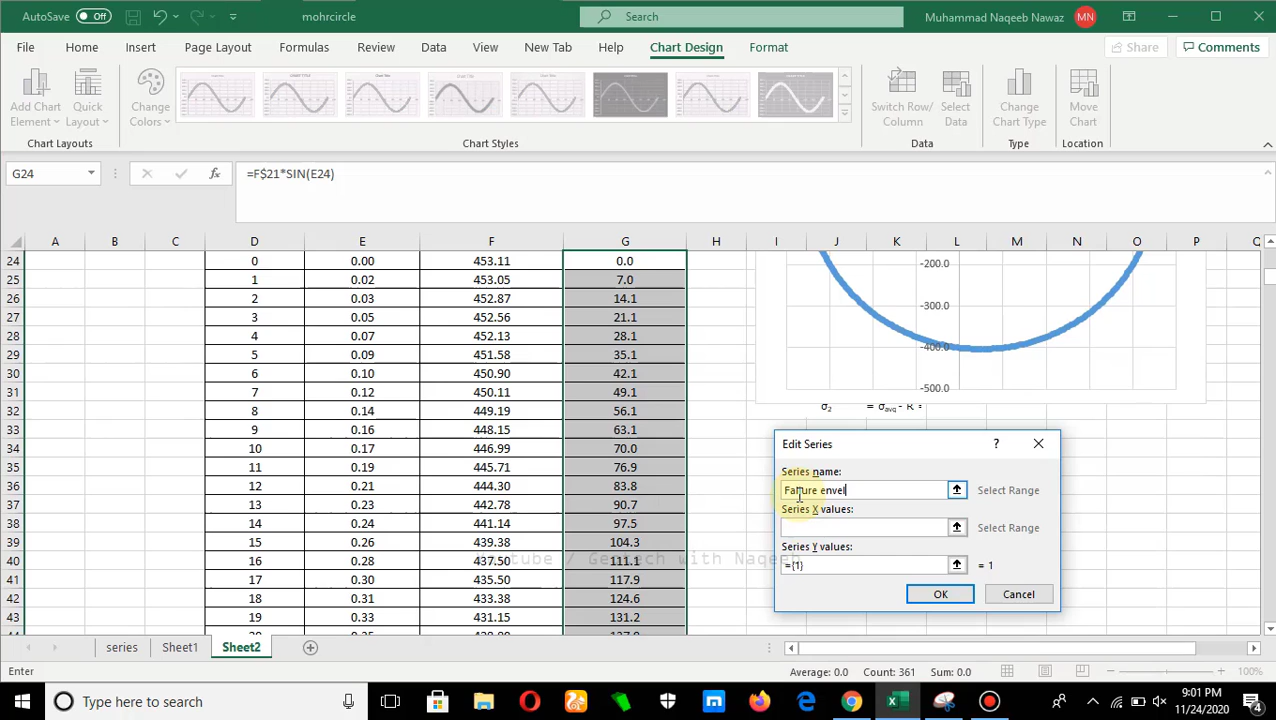 AutoSave Off mohrcircle Search Muhammad Naqeeb Nawaz MN
File Home Insert Page Layout Formulas Review Data View New Tab Help Chart Design Format Share Comments
Add Chart Element Quick Layout Change Colors Switch Row/ Column Select Data Change Chart Type Move Chart
Chart Layouts Chart Styles Data Type Location
G24 fx =F$21*SIN(E24)
A B C D E F G H I J K L M N O P Q
24 0 0.00 453.11 0.0
25 1 0.02 453.05 7.0
26 2 0.03 452.87 14.1
27 3 0.05 452.56 21.1
28 4 0.07 452.13 28.1
29 5 0.09 451.58 35.1
30 6 0.10 450.90 42.1
31 7 0.12 450.11 49.1
32 8 0.14 449.19 56.1
33 9 0.16 448.15 63.1
34 10 0.17 446.99 70.0
35 11 0.19 445.71 76.9
36 12 0.21 444.30 83.8
37 13 0.23 442.78 90.7
38 14 0.24 441.14 97.5
39 15 0.26 439.38 104.3
40 16 0.28 437.50 111.1
41 17 0.30 435.50 117.9
42 18 0.31 433.38 124.6
43 19 0.33 431.15 131.2
-200.0
-300.0
-400.0
-500.0
σ2 = σavg - R =
Edit Series ?
Series name:
Failure envel Select Range
Series X values:
Select Range
Series Y values:
={1} = 1
OK Cancel
Youtube / Geotech with Naqeeb
series Sheet1 Sheet2
Enter Average: 0.0 Count: 361 Sum: 0.0 100%
Type here to search 9:01 PM
11/24/2020 4